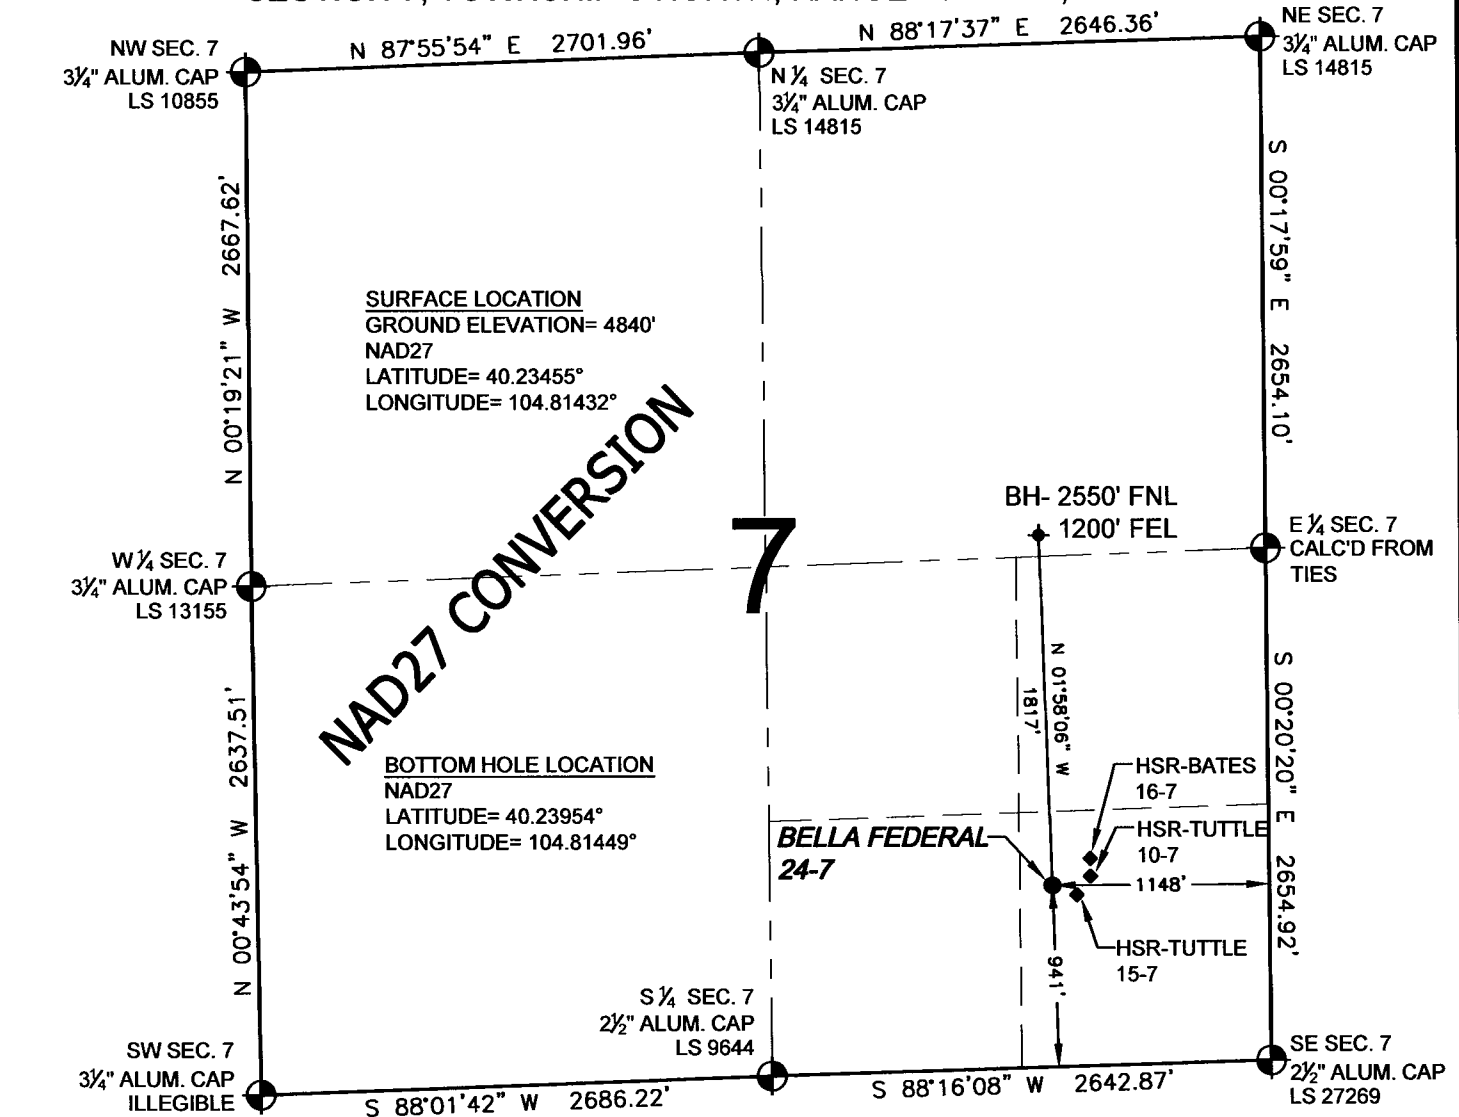 N 87°55'54" E 2701.96'
N 88°17'37" E 2646.36'
NW SEC. 7
3¼" ALUM. CAP
LS 10855
N ¼ SEC. 7
3¼" ALUM. CAP
LS 14815
NE SEC. 7
3¼" ALUM. CAP
LS 14815
N 00°19'21" W 2667.62'
S 00°17'59" E 2654.10'
SURFACE LOCATION
GROUND ELEVATION= 4840'
NAD27
LATITUDE= 40.23455°
LONGITUDE= 104.81432°
NAD27 CONVERSION
7
BH- 2550' FNL
1200' FEL
W ¼ SEC. 7
3¼" ALUM. CAP
LS 13155
E ¼ SEC. 7
CALC'D FROM
TIES
N 00°43'54" W 2637.51'
N 01°58'06" W
1817'
S 00°20'20" E 2654.92'
BOTTOM HOLE LOCATION
NAD27
LATITUDE= 40.23954°
LONGITUDE= 104.81449°
BELLA FEDERAL
24-7
HSR-BATES
16-7
HSR-TUTTLE
10-7
1148'
HSR-TUTTLE
15-7
941'
SW SEC. 7
3¼" ALUM. CAP
ILLEGIBLE
S ¼ SEC. 7
2½" ALUM. CAP
LS 9644
SE SEC. 7
2½" ALUM. CAP
LS 27269
S 88°01'42" W 2686.22'
S 88°16'08" W 2642.87'